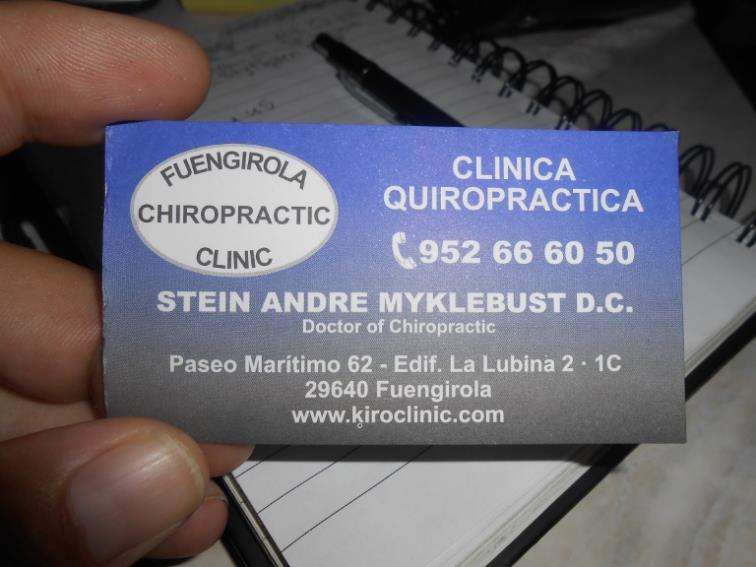 FUENGIROLA
CHIROPRACTIC
CLINIC
CLINICA
QUIROPRACTICA
952 66 60 50
STEIN ANDRE MYKLEBUST D.C.
Doctor of Chiropractic
Paseo Marítimo 62 - Edif. La Lubina 2 · 1C
29640 Fuengirola
www.kiroclinic.com